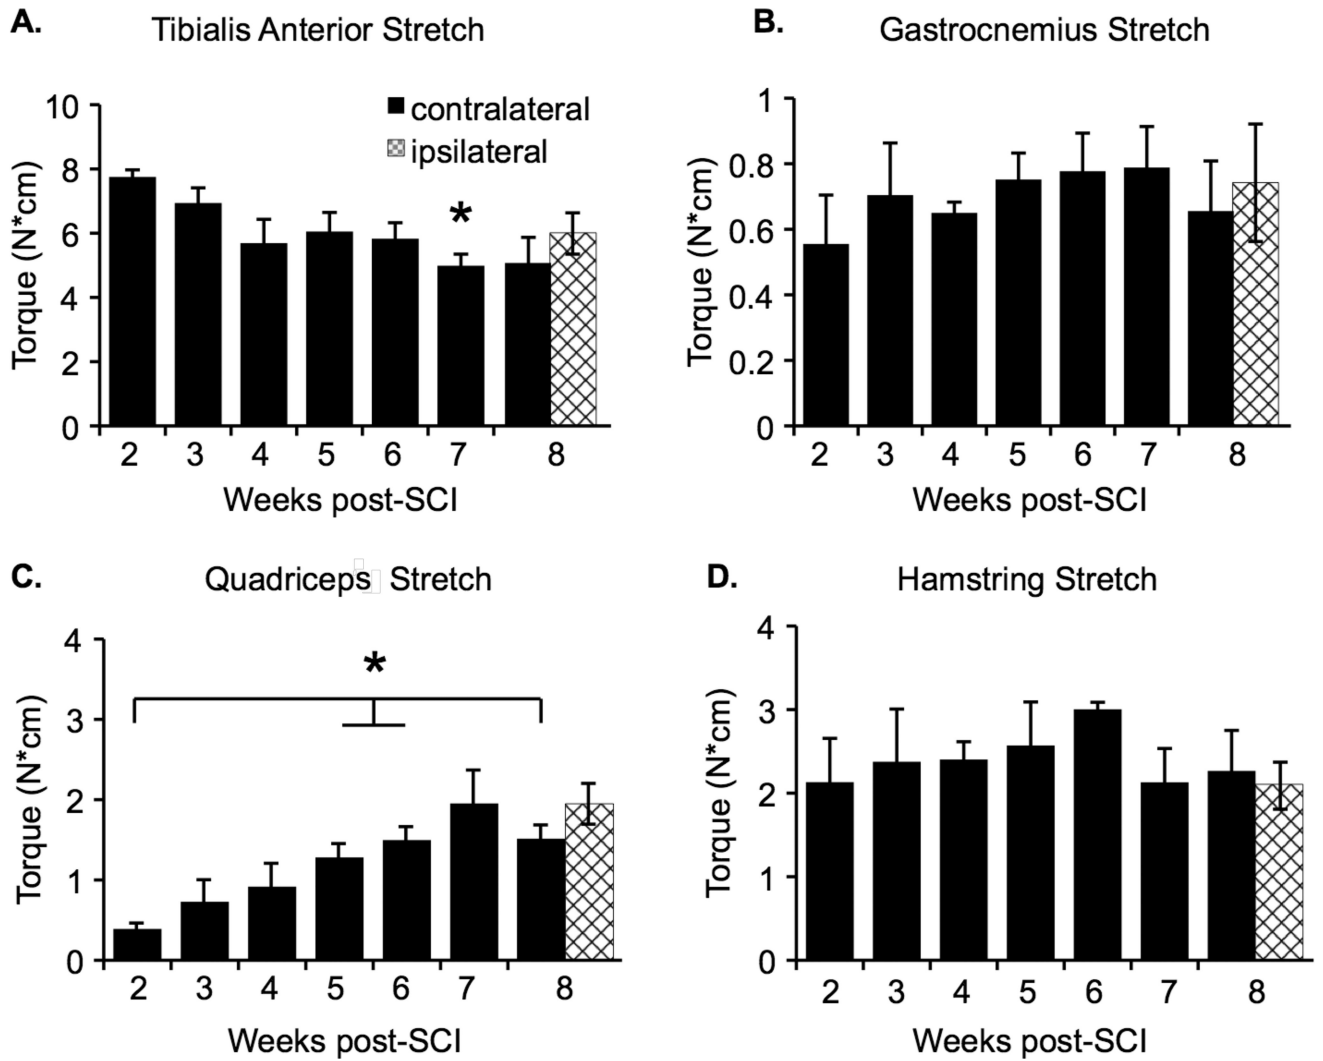 A.
Tibialis Anterior Stretch
10
8
6
4
2
0
Torque (N*cm)
contralateral
ipsilateral
*
2 3 4 5 6 7 8
Weeks post-SCI
B.
Gastrocnemius Stretch
1
0.8
0.6
0.4
0.2
0
Torque (N*cm)
2 3 4 5 6 7 8
Weeks post-SCI
C.
Quadriceps Stretch
4
3
2
1
0
Torque (N*cm)
*
2 3 4 5 6 7 8
Weeks post-SCI
D.
Hamstring Stretch
4
3
2
1
0
Torque (N*cm)
2 3 4 5 6 7 8
Weeks post-SCI